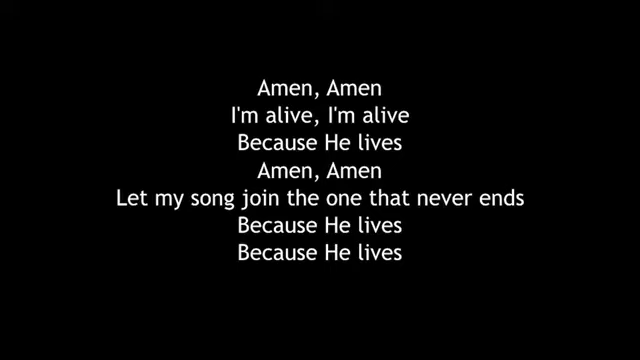 Amen, Amen
I'm alive, I'm alive
Because He lives
Amen, Amen
Let my song join the one that never ends
Because He lives
Because He lives